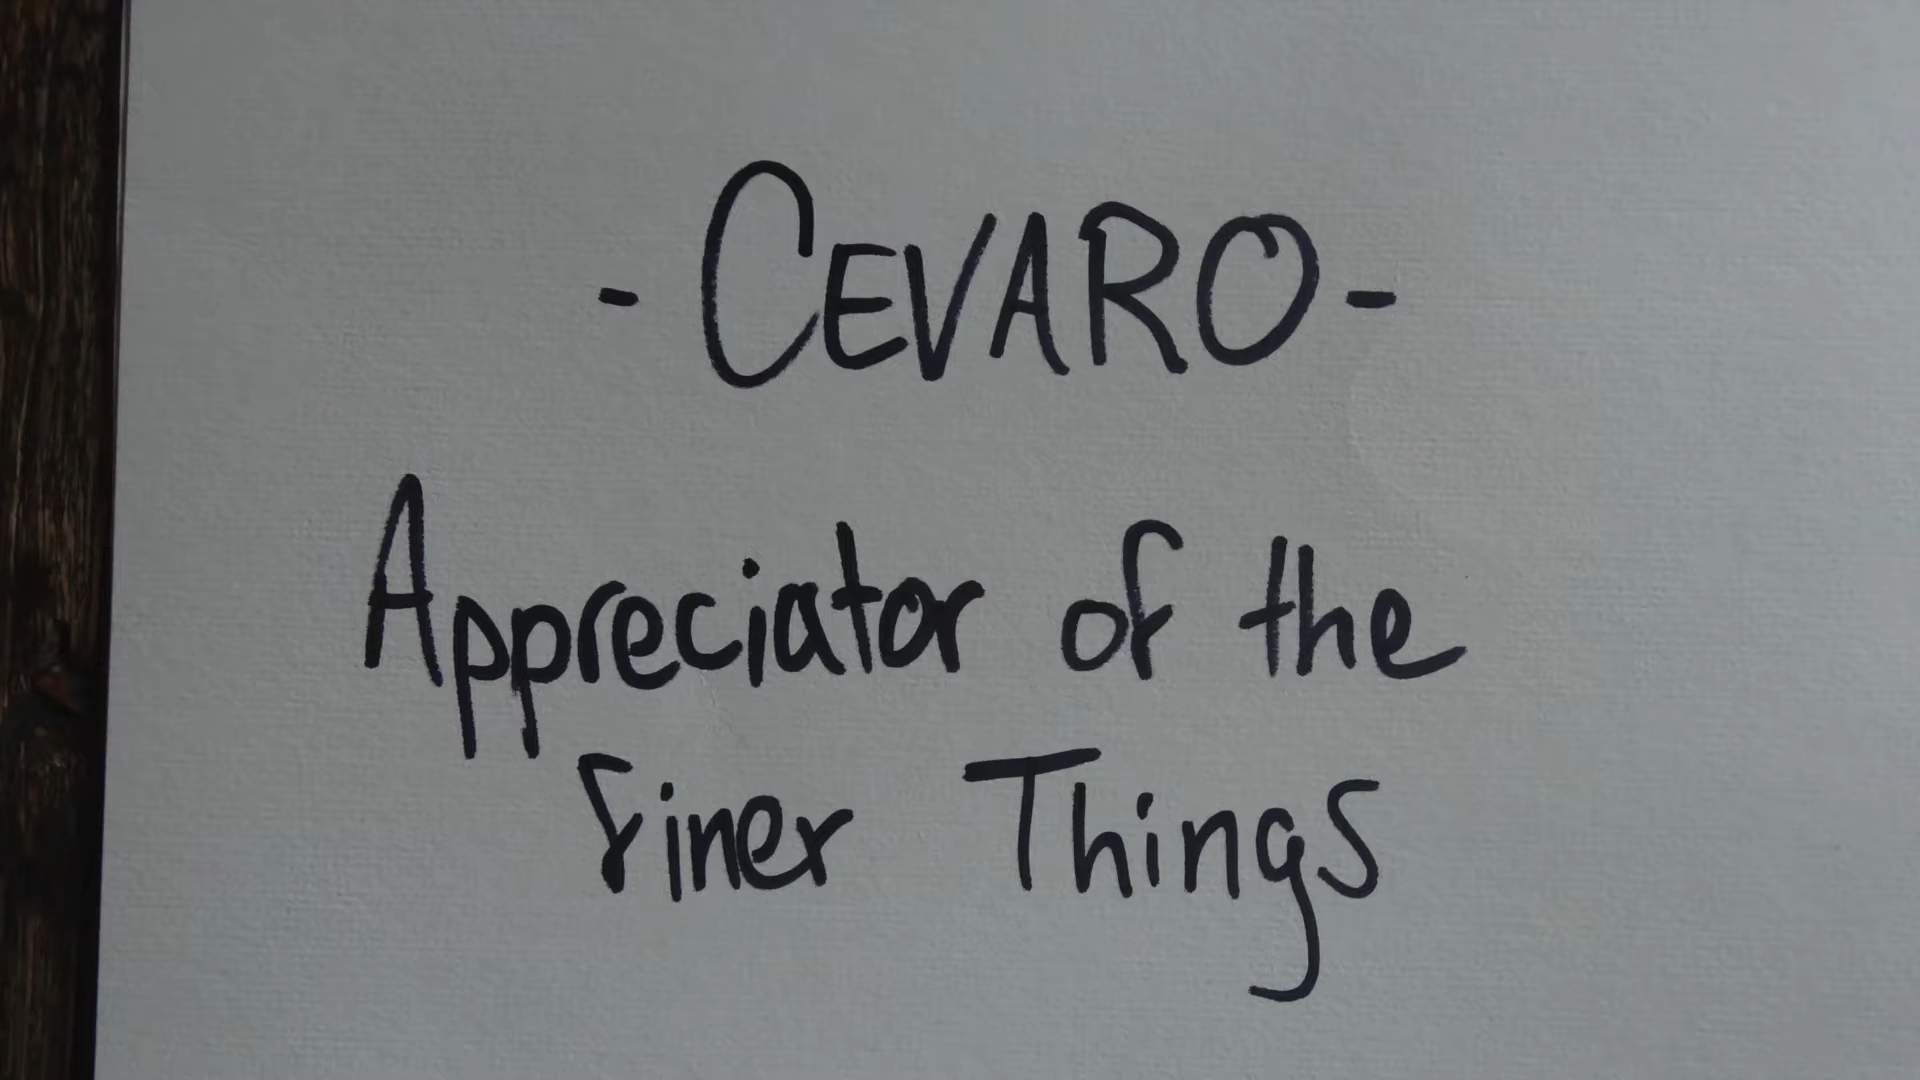 - CEVARO -
Appreciator of the
finer Things